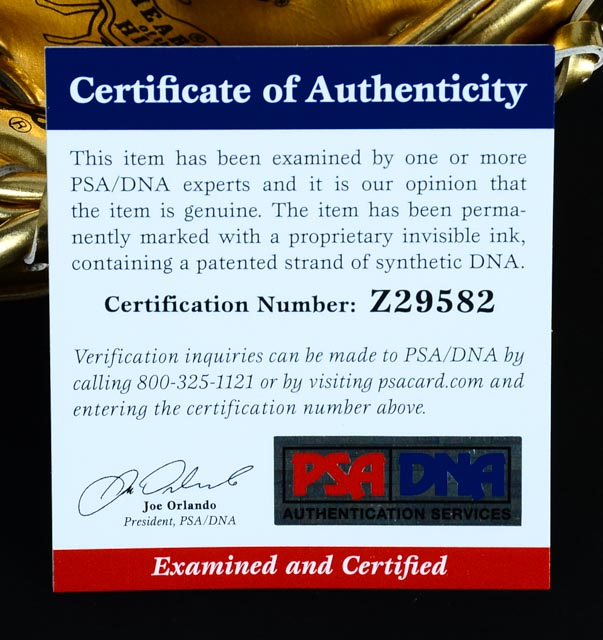 HEART
of the
HIDE
®
Certificate of Authenticity
This item has been examined by one or more
PSA/DNA experts and it is our opinion that
the item is genuine. The item has been perma-
nently marked with a proprietary invisible ink,
containing a patented strand of synthetic DNA.
Certification Number: Z29582
Verification inquiries can be made to PSA/DNA by
calling 800-325-1121 or by visiting psacard.com and
entering the certification number above.
Joe Orlando
President, PSA/DNA
PSA DNA
AUTHENTICATION SERVICES
Examined and Certified